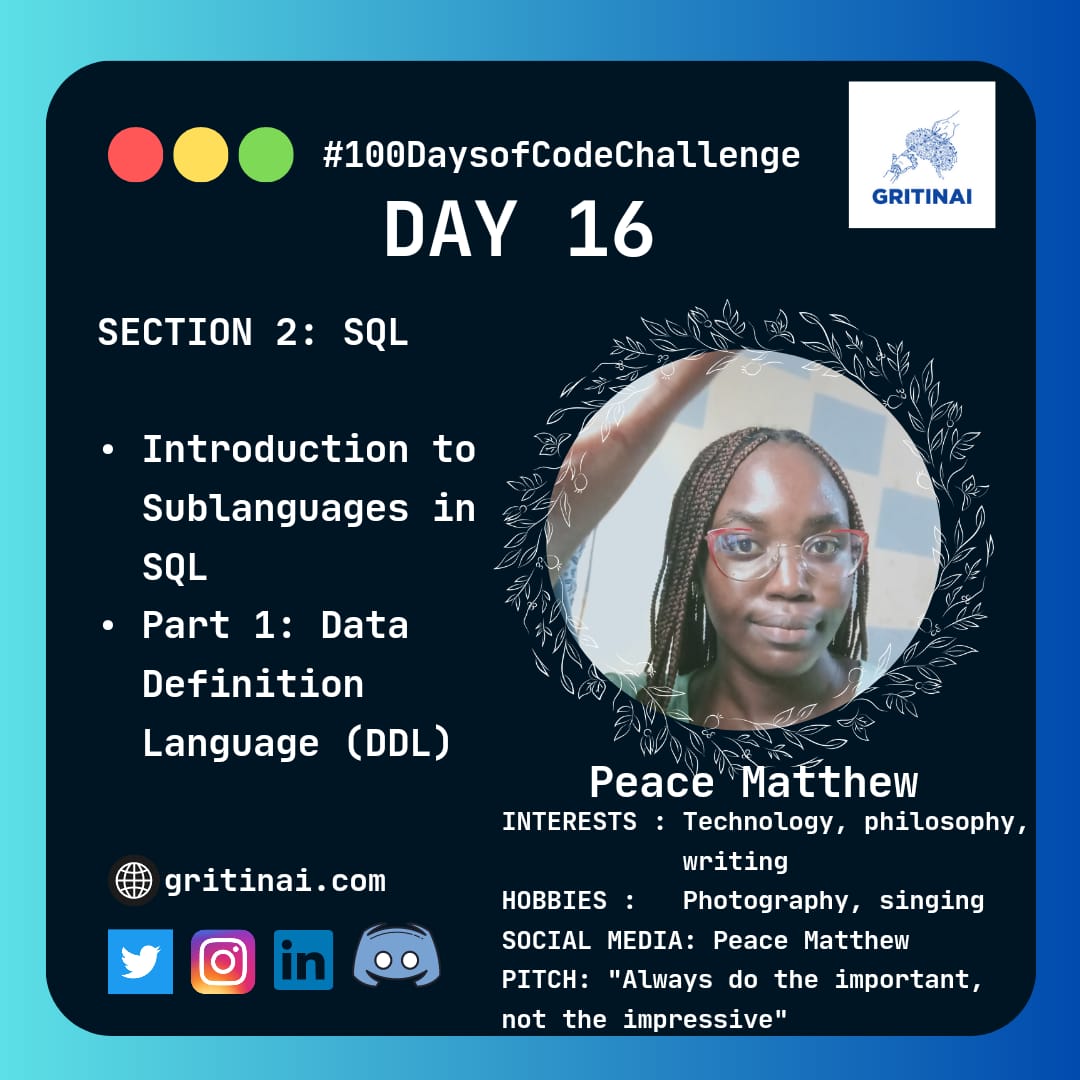 #100DaysofCodeChallenge
DAY 16
GRITINAI
SECTION 2: SQL
• Introduction to
Sublanguages in
SQL
• Part 1: Data
Definition
Language (DDL)
Peace Matthew
INTERESTS : Technology, philosophy,
writing
HOBBIES : Photography, singing
SOCIAL MEDIA: Peace Matthew
PITCH: "Always do the important,
not the impressive"
gritinai.com
in